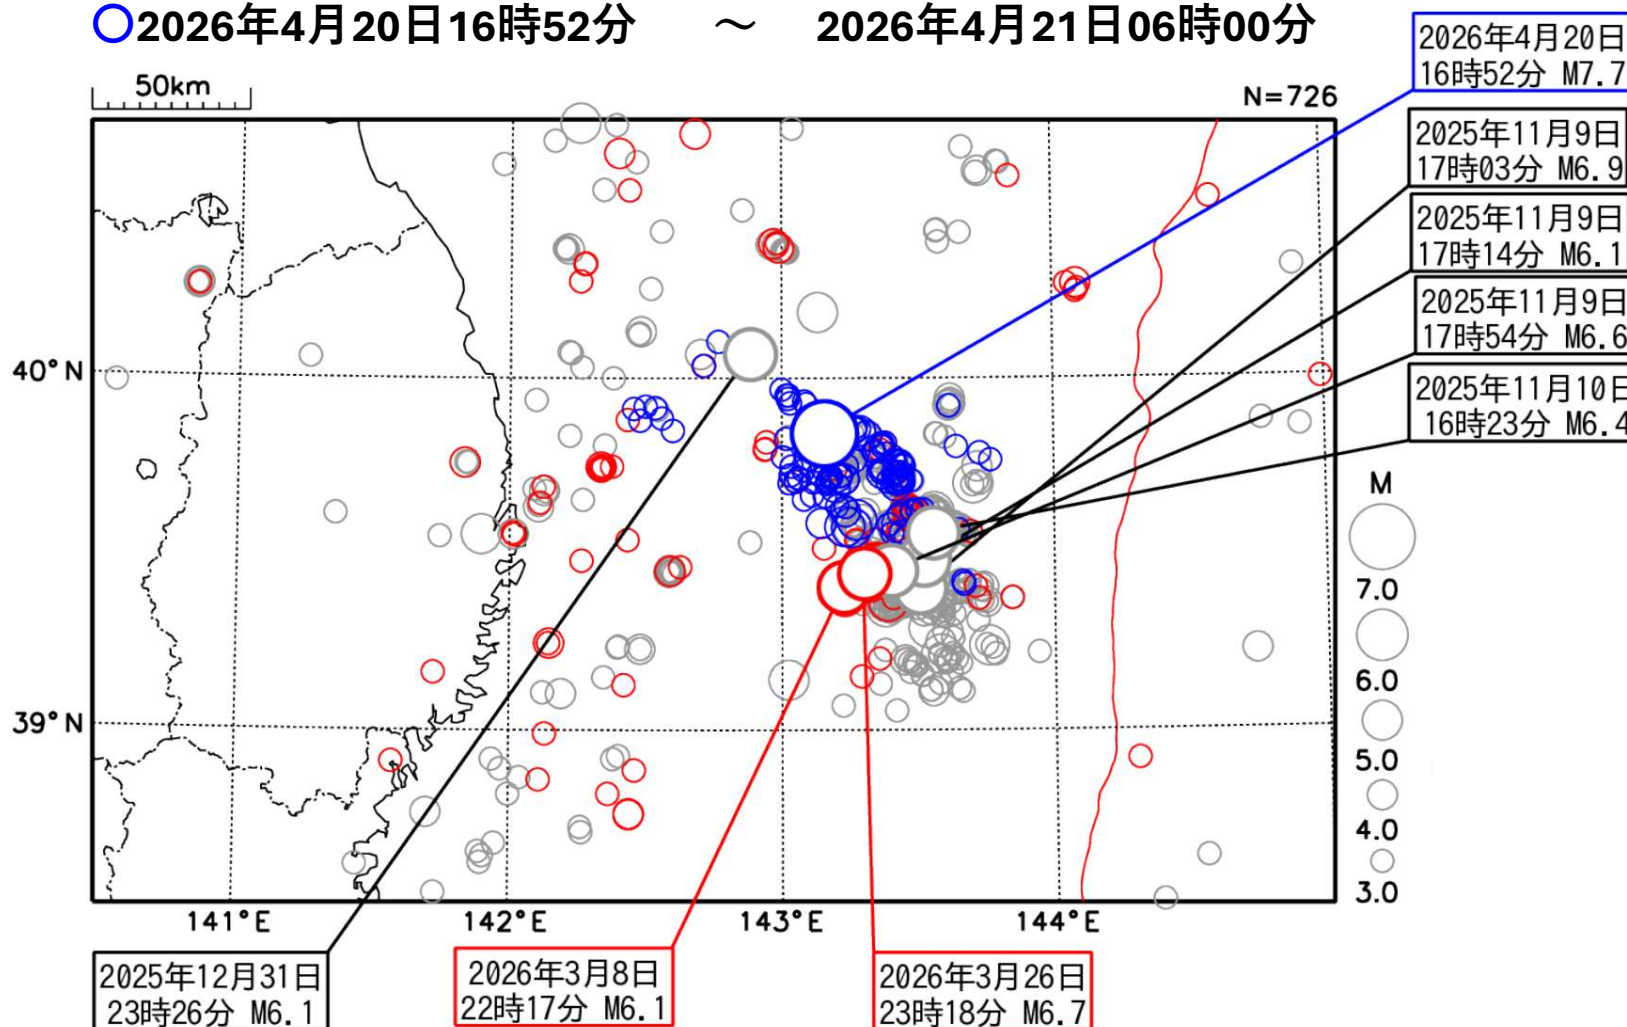 ○2026年4月20日16時52分　～　2026年4月21日06時00分
50km
N=726
2026年4月20日
16時52分 M7.7
2025年11月9日
17時03分 M6.9
2025年11月9日
17時14分 M6.1
2025年11月9日
17時54分 M6.6
2025年11月10日
16時23分 M6.4
40°N
39°N
M
7.0
6.0
5.0
4.0
3.0
141°E
142°E
143°E
144°E
2025年12月31日
23時26分 M6.1
2026年3月8日
22時17分 M6.1
2026年3月26日
23時18分 M6.7